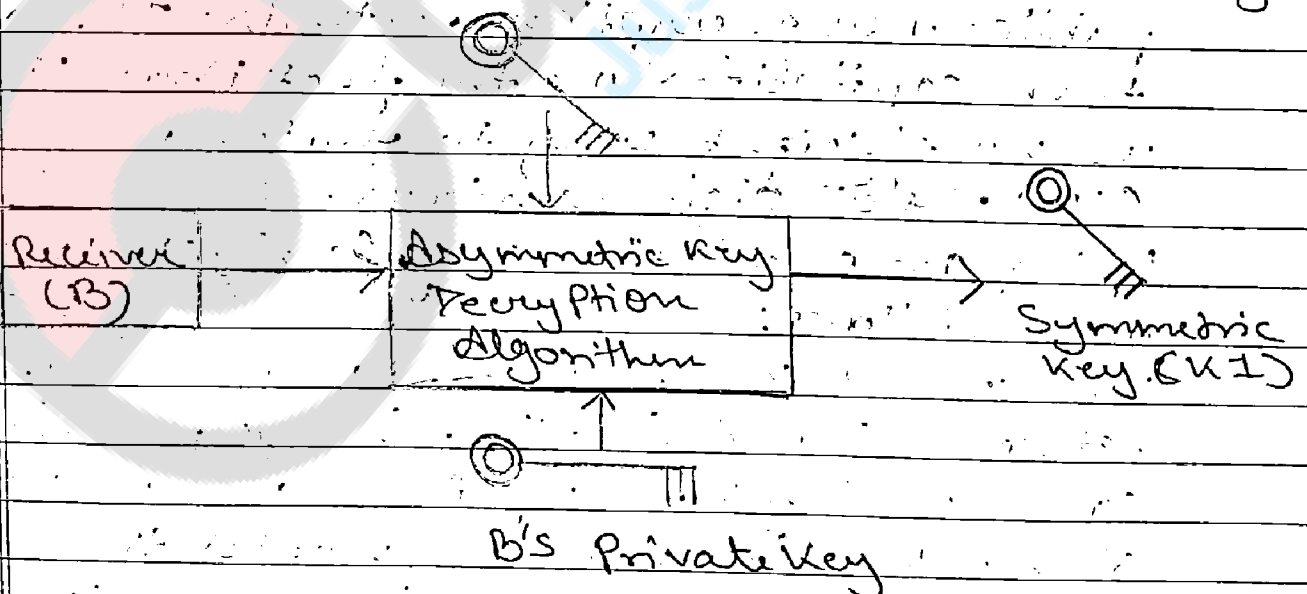 Receiver
(B)
Asymmetric Key
Decryption
Algorithm
Symmetric
Key (K1)
B's Private Key